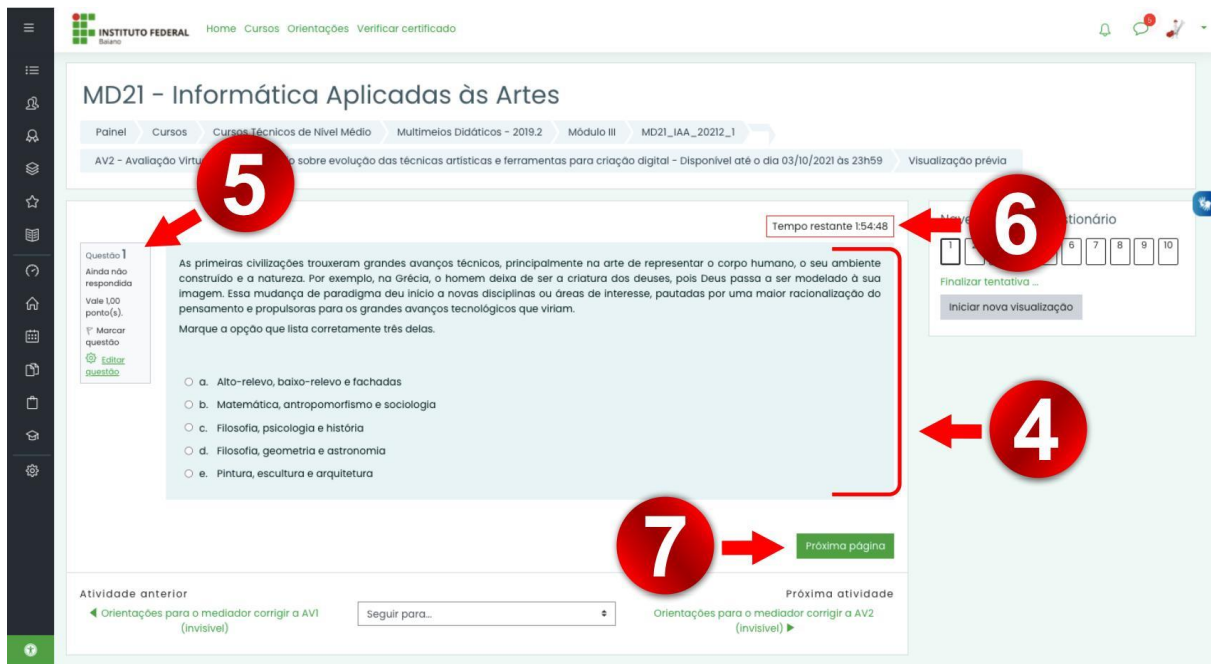 INSTITUTO FEDERAL
Baiano
Home Cursos Orientações Verificar certificado
5
MD21 - Informática Aplicadas às Artes
Painel Cursos Cursos Técnicos de Nível Médio Multimeios Didáticos - 2019.2 Módulo III MD21_IAA_20212_1
AV2 - Avaliação sobre evolução das técnicas artísticas e ferramentas para criação digital - Disponível até o dia 03/10/2021 às 23h59 Visualização prévia
5
6
Tempo restante 1:54:48
Questão 1
Ainda não
respondida
Vale 1,00
ponto(s).
Marcar
questão
Editar
questão
As primeiras civilizações trouxeram grandes avanços técnicos, principalmente na arte de representar o corpo humano, o seu ambiente
construído e a natureza. Por exemplo, na Grécia, o homem deixa de ser a criatura dos deuses, pois Deus passa a ser modelado à sua
imagem. Essa mudança de paradigma deu início a novas disciplinas ou áreas de interesse, pautadas por uma maior racionalização do
pensamento e propulsoras para os grandes avanços tecnológicos que viriam.
Marque a opção que lista corretamente três delas.
a. Alto-relevo, baixo-relevo e fachadas
b. Matemática, antropomorfismo e sociologia
c. Filosofia, psicologia e história
d. Filosofia, geometria e astronomia
e. Pintura, escultura e arquitetura
4
7
Próxima página
1 2 6 7 8 9 10
Finalizar tentativa ...
Iniciar nova visualização
Atividade anterior
◀ Orientações para o mediador corrigir a AV1
(invisível)
Seguir para...
Próxima atividade
Orientações para o mediador corrigir a AV2
(invisível) ▶